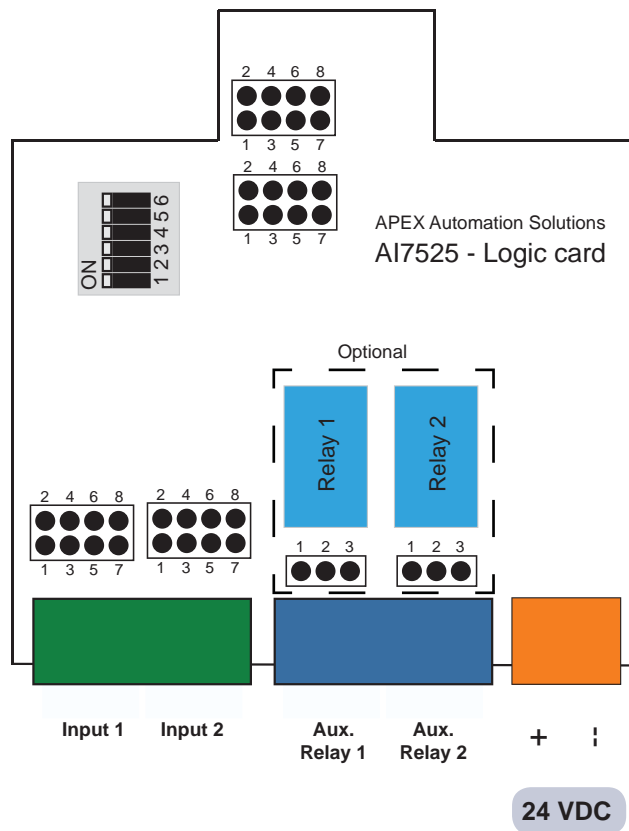 2 4 6 8
1 3 5 7
2 4 6 8
1 3 5 7
ON
1 2 3 4 5 6
APEX Automation Solutions
AI7525 - Logic card
Optional
Relay 1
Relay 2
2 4 6 8
1 3 5 7
2 4 6 8
1 3 5 7
1 2 3
1 2 3
Input 1
Input 2
Aux.
Relay 1
Aux.
Relay 2
+
¦
24 VDC